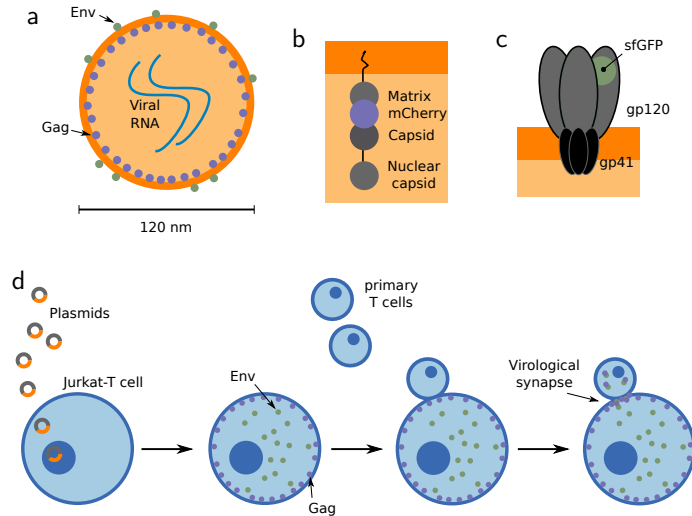 a
Env
Viral
RNA
Gag
120 nm
b
Matrix
mCherry
Capsid
Nuclear
capsid
c
sfGFP
gp120
gp41
d
Plasmids
Jurkat-T cell
Env
Gag
primary
T cells
Virological
synapse